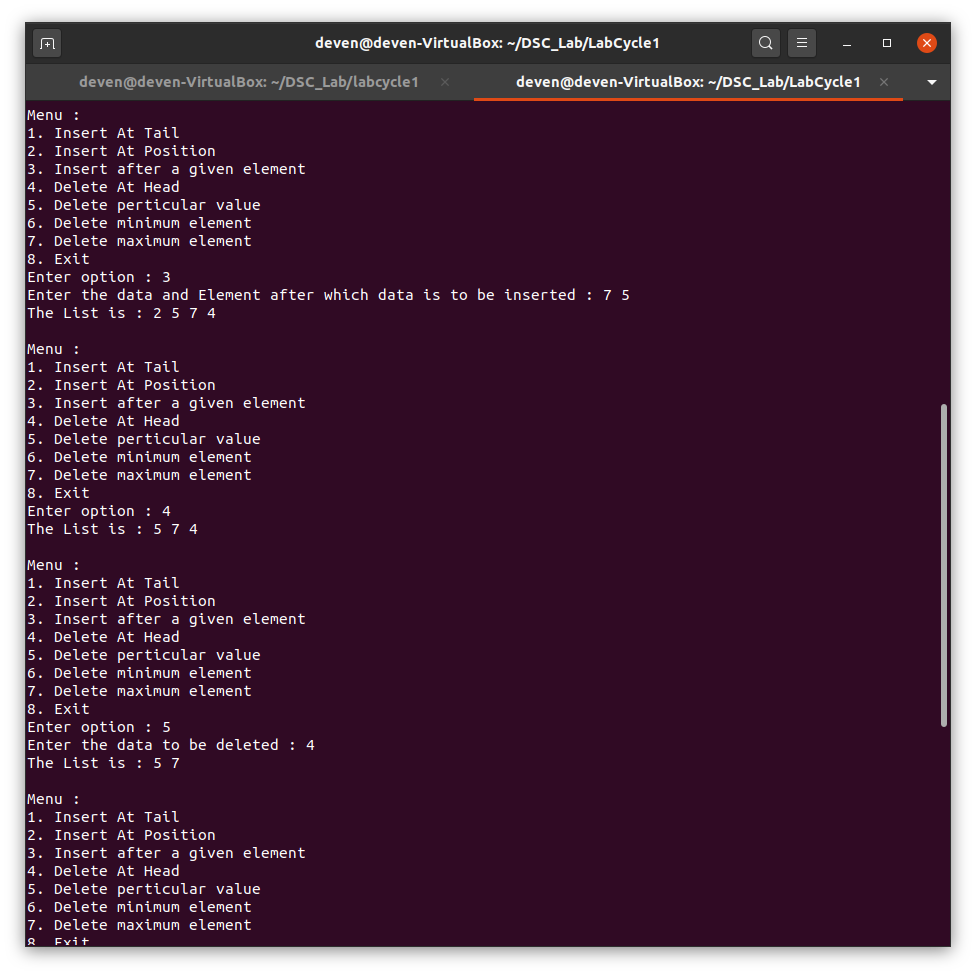 deven@deven-VirtualBox: ~/DSC_Lab/LabCycle1
deven@deven-VirtualBox: ~/DSC_Lab/labcycle1
deven@deven-VirtualBox: ~/DSC_Lab/LabCycle1
Menu :
1. Insert At Tail
2. Insert At Position
3. Insert after a given element
4. Delete At Head
5. Delete perticular value
6. Delete minimum element
7. Delete maximum element
8. Exit
Enter option : 3
Enter the data and Element after which data is to be inserted : 7 5
The List is : 2 5 7 4
Menu :
1. Insert At Tail
2. Insert At Position
3. Insert after a given element
4. Delete At Head
5. Delete perticular value
6. Delete minimum element
7. Delete maximum element
8. Exit
Enter option : 4
The List is : 5 7 4
Menu :
1. Insert At Tail
2. Insert At Position
3. Insert after a given element
4. Delete At Head
5. Delete perticular value
6. Delete minimum element
7. Delete maximum element
8. Exit
Enter option : 5
Enter the data to be deleted : 4
The List is : 5 7
Menu :
1. Insert At Tail
2. Insert At Position
3. Insert after a given element
4. Delete At Head
5. Delete perticular value
6. Delete minimum element
7. Delete maximum element
8. Exit